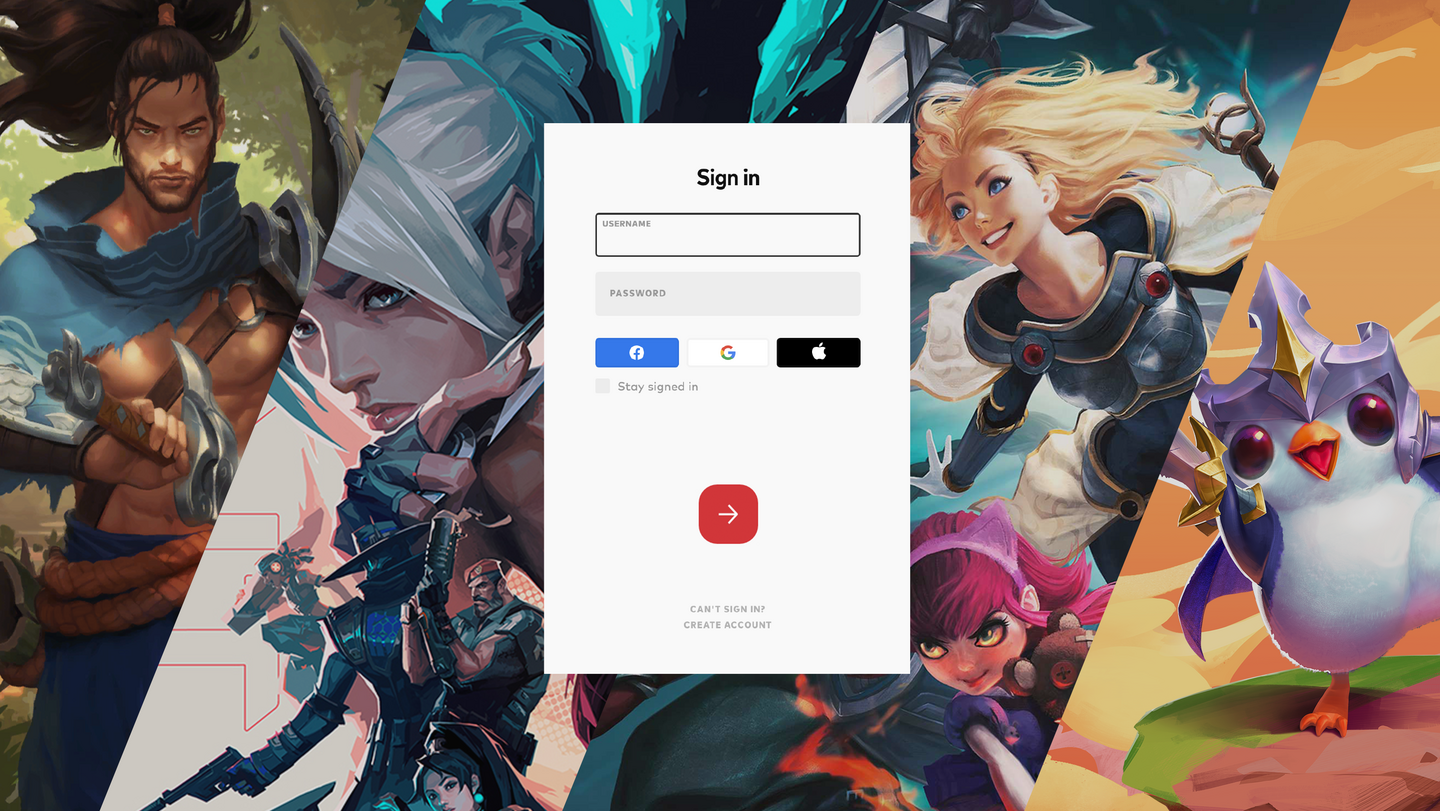 Sign in
USERNAME
PASSWORD
Stay signed in
CAN'T SIGN IN?
CREATE ACCOUNT